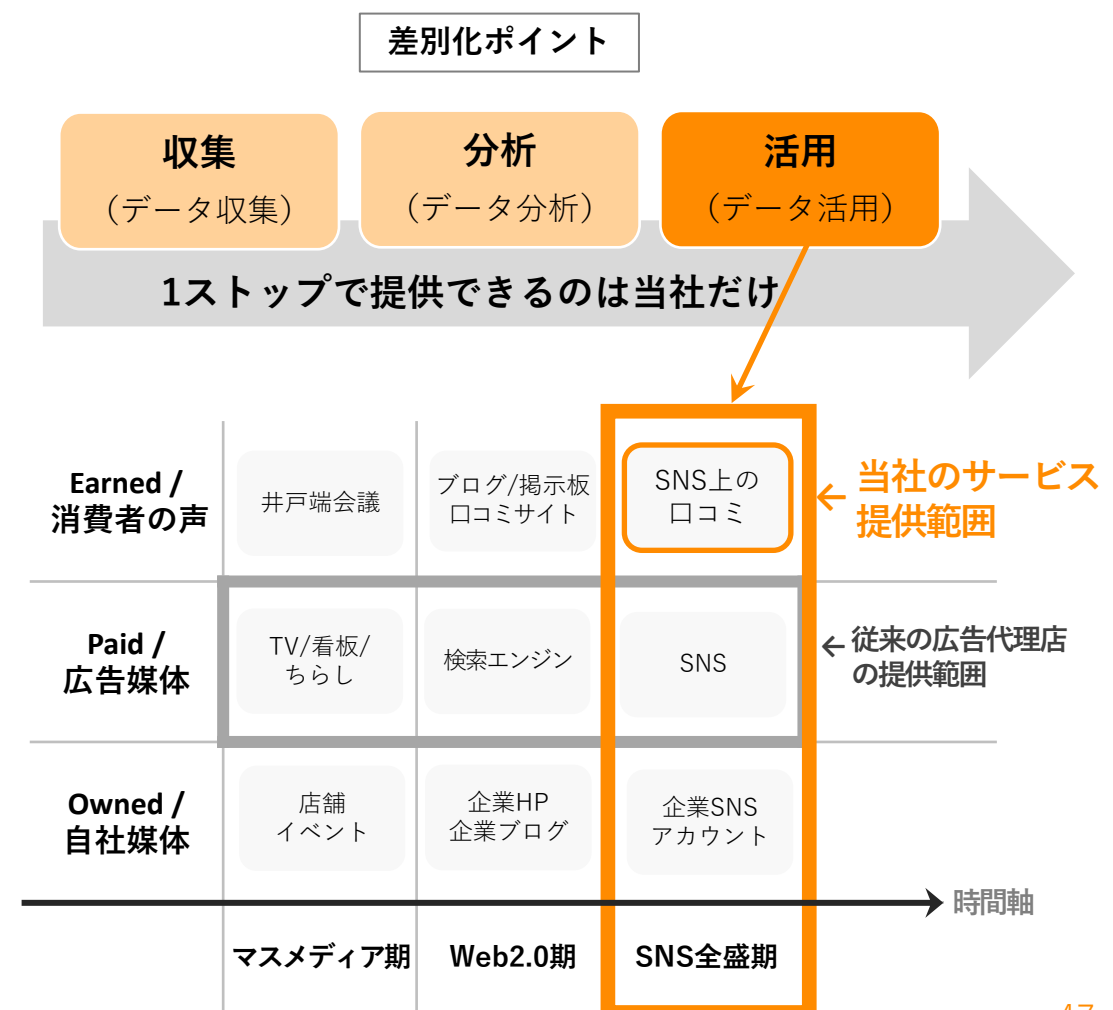 差別化ポイント
収集
（データ収集）
分析
（データ分析）
活用
（データ活用）
1ストップで提供できるのは当社だけ
Earned /
消費者の声
井戸端会議
ブログ/掲示板
口コミサイト
SNS上の
口コミ
← 当社のサービス
提供範囲
Paid /
広告媒体
TV/看板/
ちらし
検索エンジン
SNS
← 従来の広告代理店
の提供範囲
Owned /
自社媒体
店舗
イベント
企業HP
企業ブログ
企業SNS
アカウント
時間軸
マスメディア期
Web2.0期
SNS全盛期